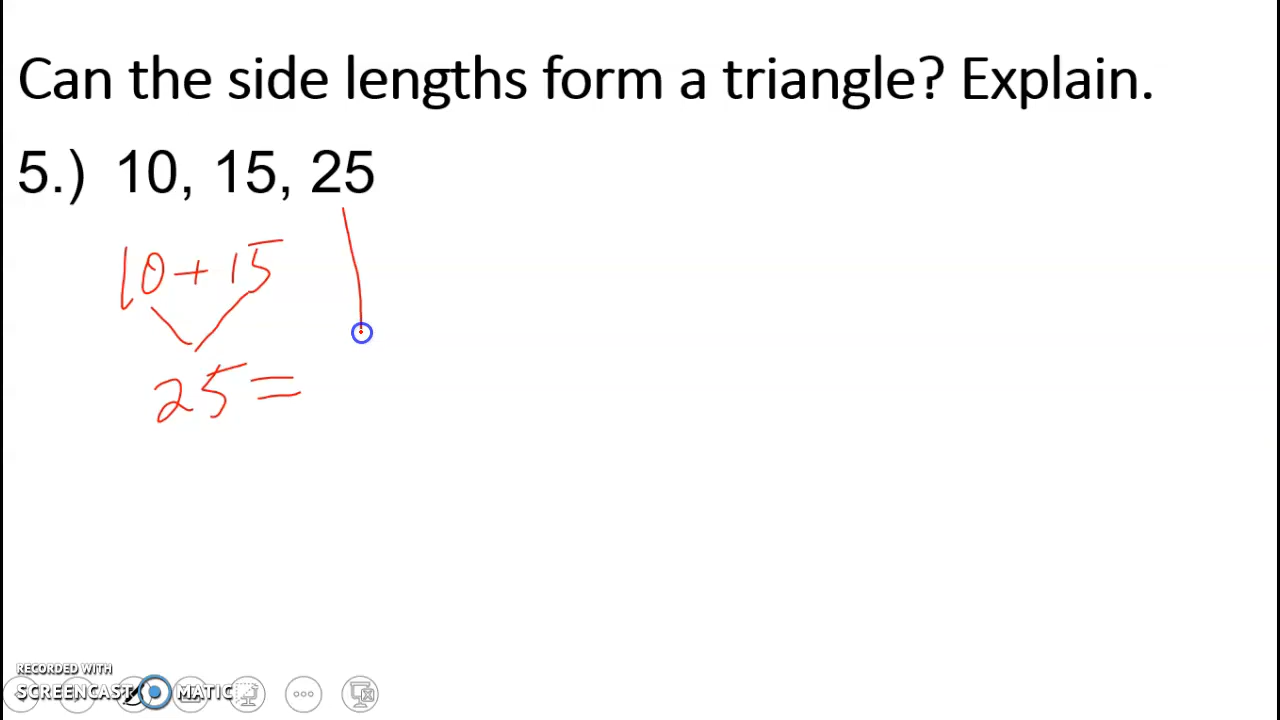 Can the side lengths form a triangle? Explain.
5.) 10, 15, 25
10+15
25=
RECORDED WITH
SCREENCAST MATIC